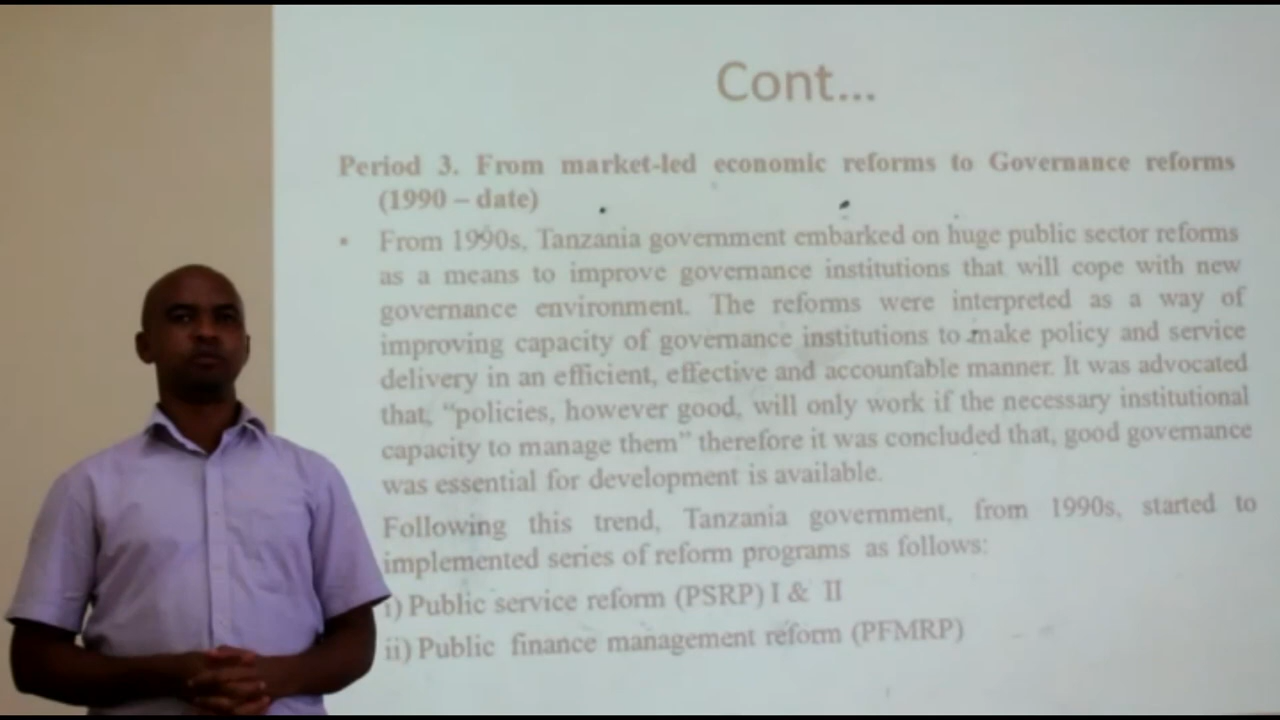 Cont...
Period 3. From market-led economic reforms to Governance reforms
(1990 – date)
• From 1990s, Tanzania government embarked on huge public sector reforms
as a means to improve governance institutions that will cope with new
governance environment. The reforms were interpreted as a way of
improving capacity of governance institutions to make policy and service
delivery in an efficient, effective and accountable manner. It was advocated
that, “policies, however good, will only work if the necessary institutional
capacity to manage them” therefore it was concluded that, good governance
was essential for development is available.
Following this trend, Tanzania government, from 1990s, started to
implemented series of reform programs as follows:
i) Public service reform (PSRP) I & II
ii) Public finance management reform (PFMRP)